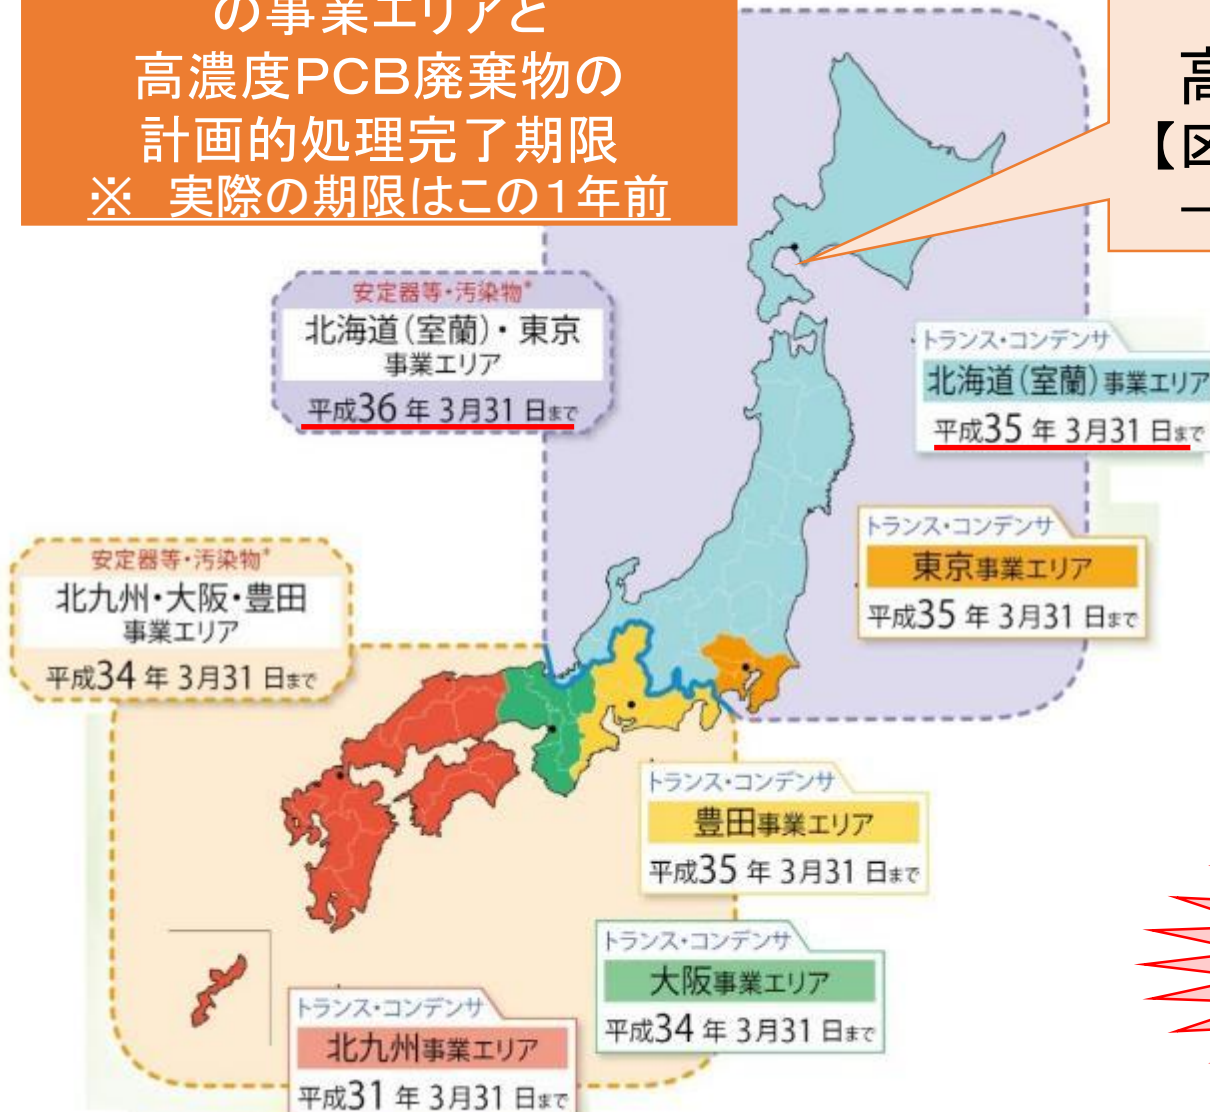 の事業エリアと
高濃度PCB廃棄物の
計画的処理完了期限
※　実際の期限はこの1年前
【区
安定器等・汚染物*
北海道(室蘭)・東京
事業エリア
平成36年3月31日まで
トランス・コンデンサ
北海道(室蘭)事業エリア
平成35年3月31日まで
トランス・コンデンサ
東京事業エリア
平成35年3月31日まで
安定器等・汚染物*
北九州・大阪・豊田
事業エリア
平成34年3月31日まで
トランス・コンデンサ
豊田事業エリア
平成35年3月31日まで
トランス・コンデンサ
大阪事業エリア
平成34年3月31日まで
トランス・コンデンサ
北九州事業エリア
平成31年3月31日まで